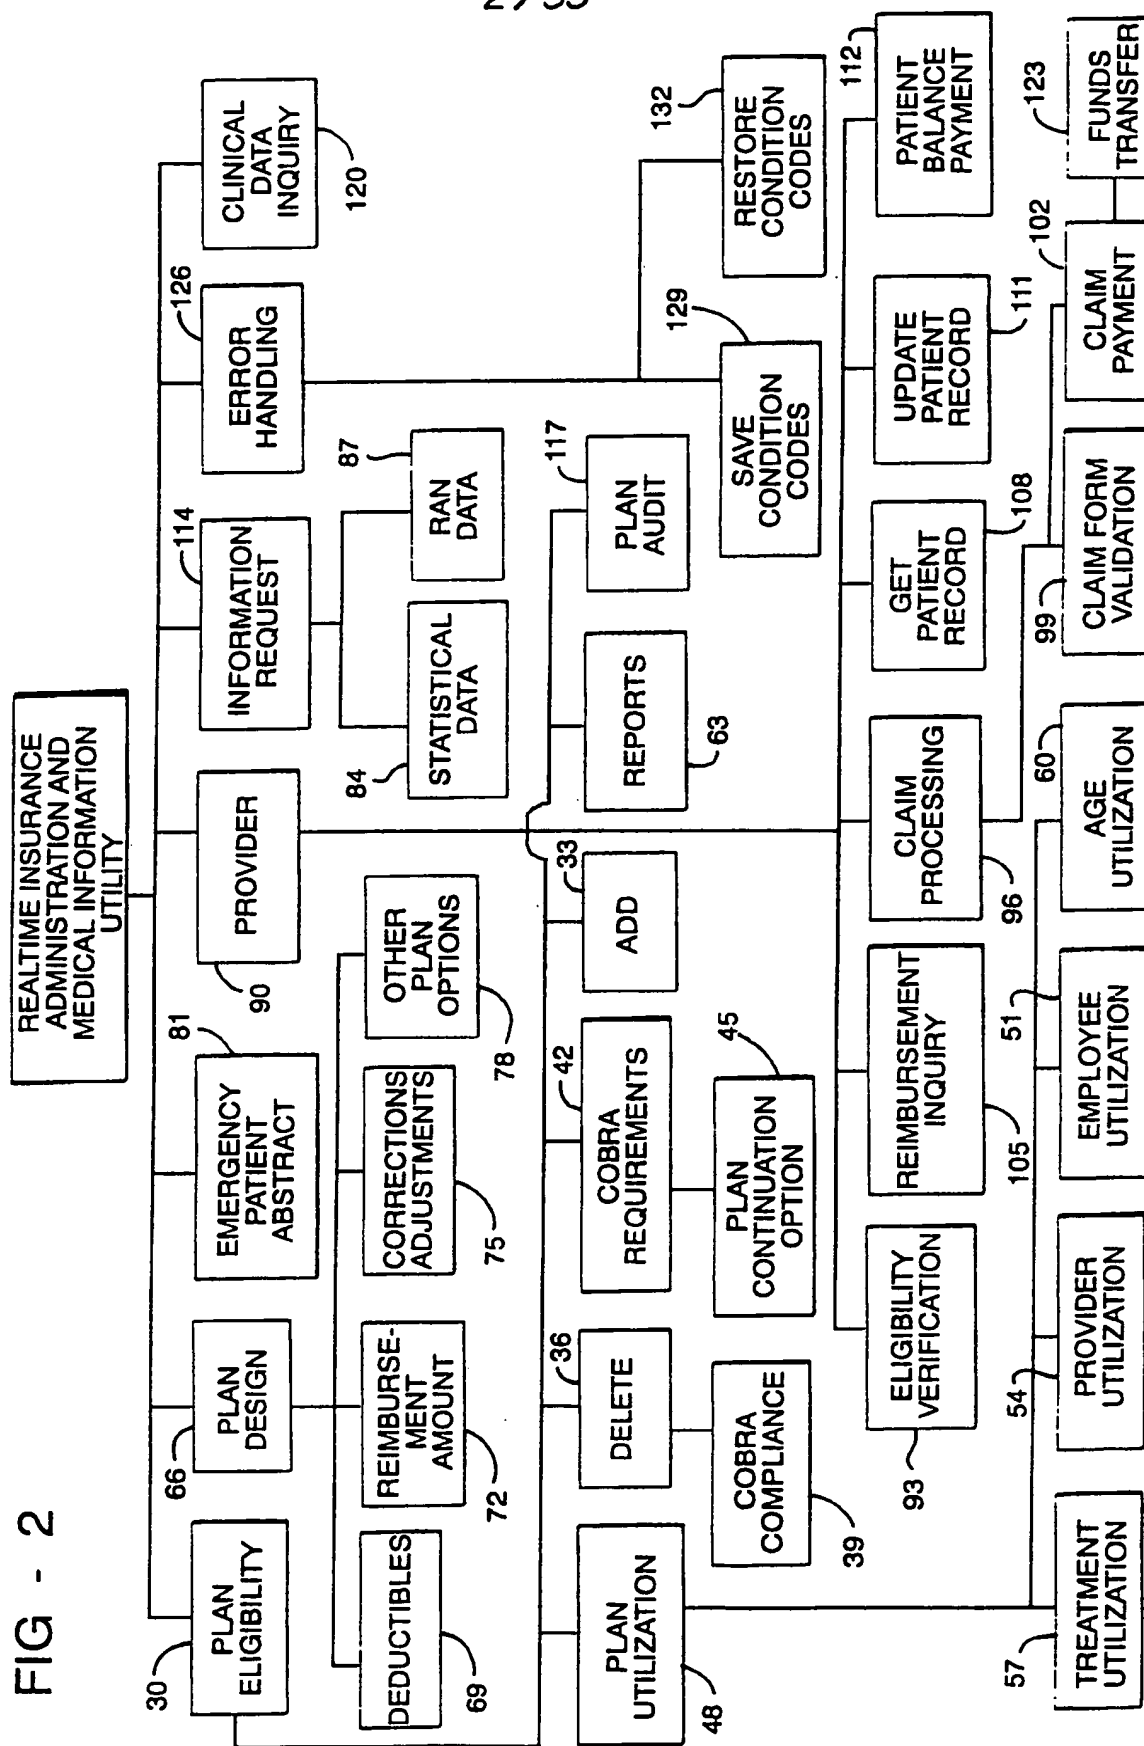 2/35
FIG - 2
REALTIME INSURANCE
ADMINISTRATION AND
MEDICAL INFORMATION
UTILITY
30
PLAN
ELIGIBILITY
66
PLAN
DESIGN
81
EMERGENCY
PATIENT
ABSTRACT
90
PROVIDER
114
INFORMATION
REQUEST
126
ERROR
HANDLING
CLINICAL
DATA
INQUIRY
120
DEDUCTIBLES
69
REIMBURSE-
MENT
AMOUNT
72
CORRECTIONS
ADJUSTMENTS
75
OTHER
PLAN
OPTIONS
78
84
STATISTICAL
DATA
87
RAN
DATA
PLAN
UTILIZATION
48
36
DELETE
42
COBRA
REQUIREMENTS
33
ADD
REPORTS
63
117
PLAN
AUDIT
COBRA
COMPLIANCE
39
45
PLAN
CONTINUATION
OPTION
129
SAVE
CONDITION
CODES
132
RESTORE
CONDITION
CODES
93
ELIGIBILITY
VERIFICATION
REIMBURSEMENT
INQUIRY
105
CLAIM
PROCESSING
96
GET
PATIENT
RECORD
108
UPDATE
PATIENT
RECORD
111
112
PATIENT
BALANCE
PAYMENT
57
TREATMENT
UTILIZATION
54
PROVIDER
UTILIZATION
51
EMPLOYEE
UTILIZATION
60
AGE
UTILIZATION
99
CLAIM FORM
VALIDATION
102
CLAIM
PAYMENT
123
FUNDS
TRANSFER